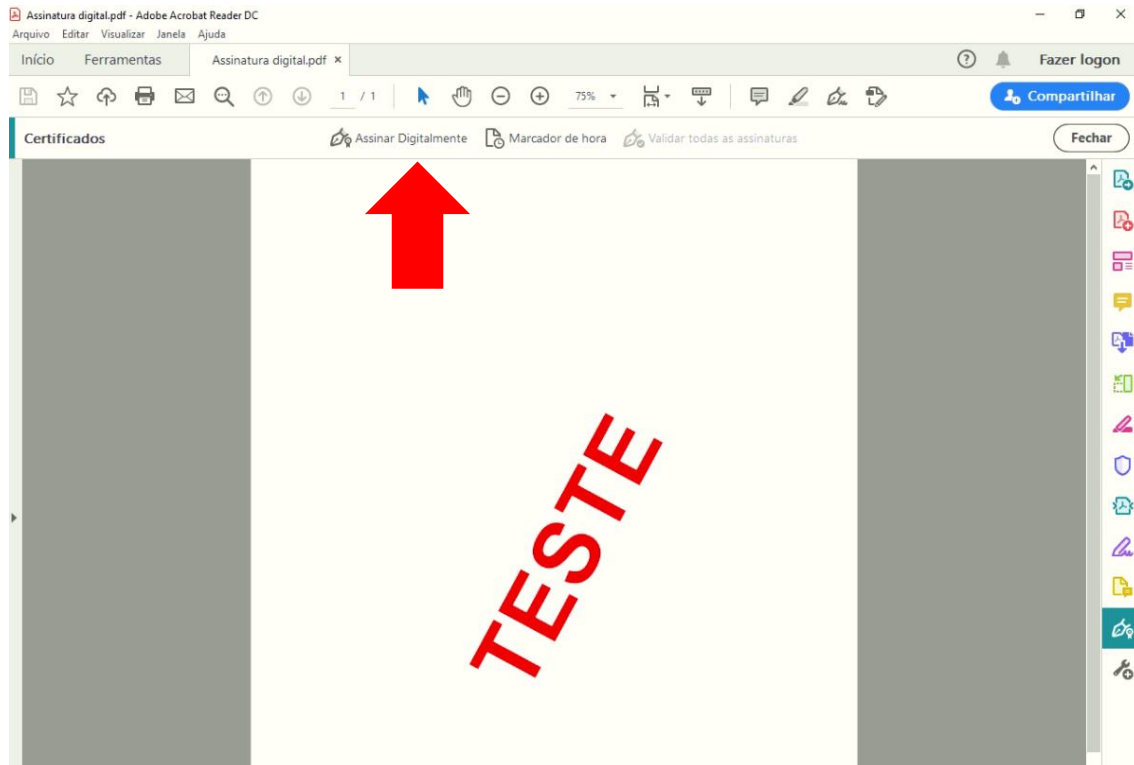 Assinatura digital.pdf - Adobe Acrobat Reader DC
Arquivo Editar Visualizar Janela Ajuda
Início Ferramentas Assinatura digital.pdf × Fazer logon
1 / 1 75% Compartilhar
Certificados Assinar Digitalmente Marcador de hora Validar todas as assinaturas Fechar
TESTE